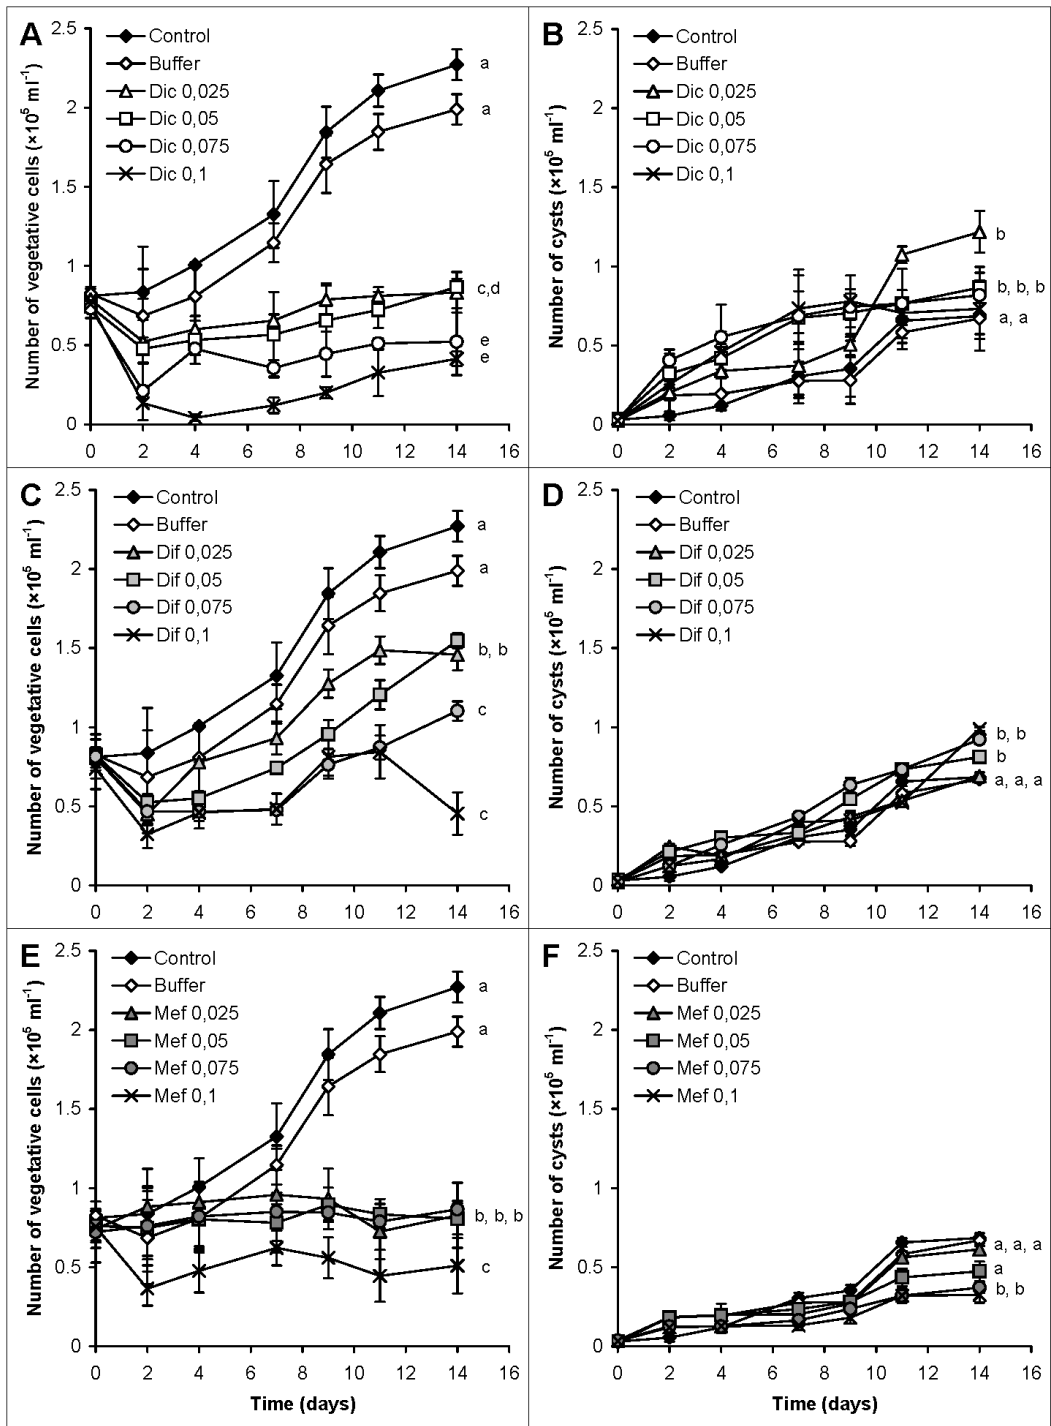 A
Number of vegetative cells (×10⁵ ml⁻¹)
2.5
2
1.5
1
0.5
0
Control
Buffer
Dic 0,025
Dic 0,05
Dic 0,075
Dic 0,1
a
a
c,d
e
e
0 2 4 6 8 10 12 14 16
B
Number of cysts (×10⁵ ml⁻¹)
2.5
2
1.5
1
0.5
0
Control
Buffer
Dic 0,025
Dic 0,05
Dic 0,075
Dic 0,1
b
b, b, b
a, a
0 2 4 6 8 10 12 14 16
C
Number of vegetative cells (×10⁵ ml⁻¹)
2.5
2
1.5
1
0.5
0
Control
Buffer
Dif 0,025
Dif 0,05
Dif 0,075
Dif 0,1
a
a
b, b
c
c
0 2 4 6 8 10 12 14 16
D
Number of cysts (×10⁵ ml⁻¹)
2.5
2
1.5
1
0.5
0
Control
Buffer
Dif 0,025
Dif 0,05
Dif 0,075
Dif 0,1
b, b
b
a, a, a
0 2 4 6 8 10 12 14 16
E
Number of vegetative cells (×10⁵ ml⁻¹)
2.5
2
1.5
1
0.5
0
Control
Buffer
Mef 0,025
Mef 0,05
Mef 0,075
Mef 0,1
a
a
b, b, b
c
0 2 4 6 8 10 12 14 16
Time (days)
F
Number of cysts (×10⁵ ml⁻¹)
2.5
2
1.5
1
0.5
0
Control
Buffer
Mef 0,025
Mef 0,05
Mef 0,075
Mef 0,1
a, a, a
a
b, b
0 2 4 6 8 10 12 14 16
Time (days)